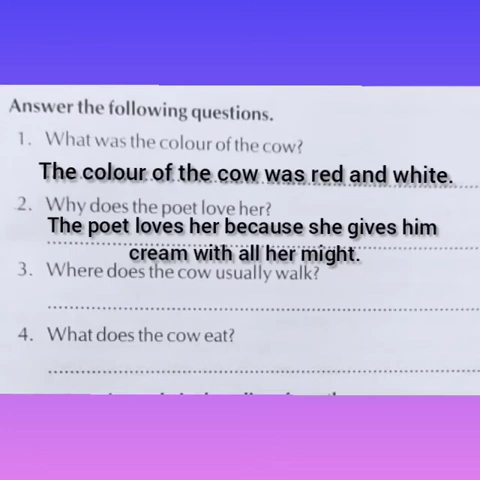 Answer the following questions.
1. What was the colour of the cow?
The colour of the cow was red and white.
2. Why does the poet love her?
The poet loves her because she gives him
cream with all her might.
3. Where does the cow usually walk?
4. What does the cow eat?